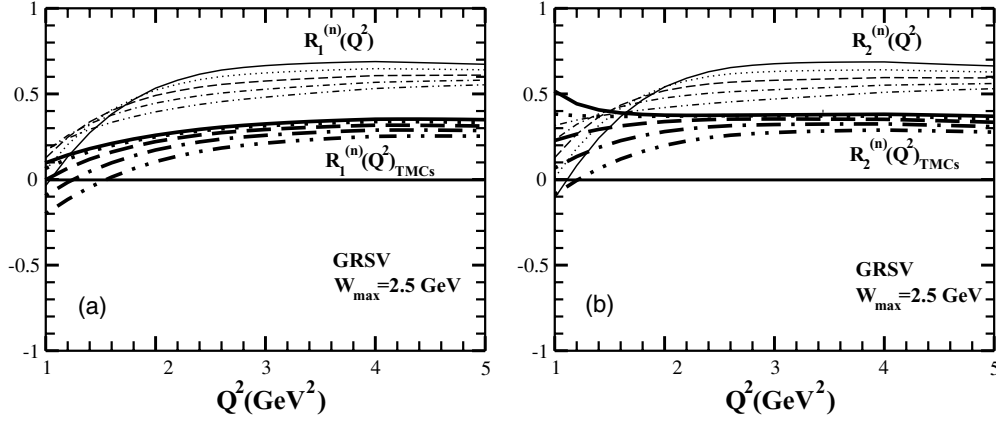 1
0.5
0
-0.5
-1
R₁⁽ⁿ⁾(Q²)
R₁⁽ⁿ⁾(Q²)TMCs
GRSV
Wmax=2.5 GeV
(a)
1 2 3 4 5
Q²(GeV²)
1
0.5
0
-0.5
-1
R₂⁽ⁿ⁾(Q²)
R₂⁽ⁿ⁾(Q²)TMCs
GRSV
Wmax=2.5 GeV
(b)
1 2 3 4 5
Q²(GeV²)